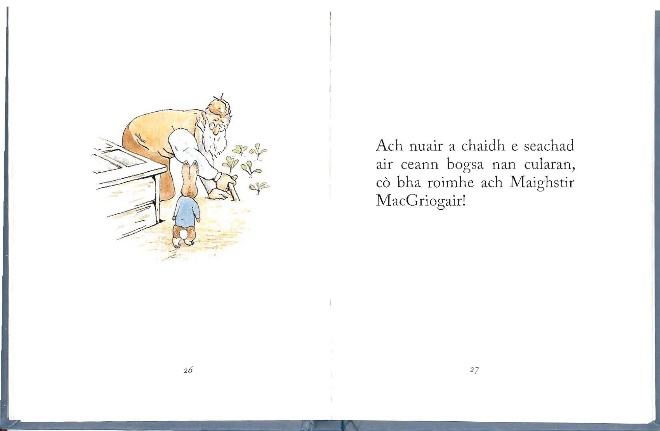 26
Ach nuair a chaidh e seachad
air ceann bogsa nan cularan,
cò bha roimhe ach Maighstir
MacGriogair!
27